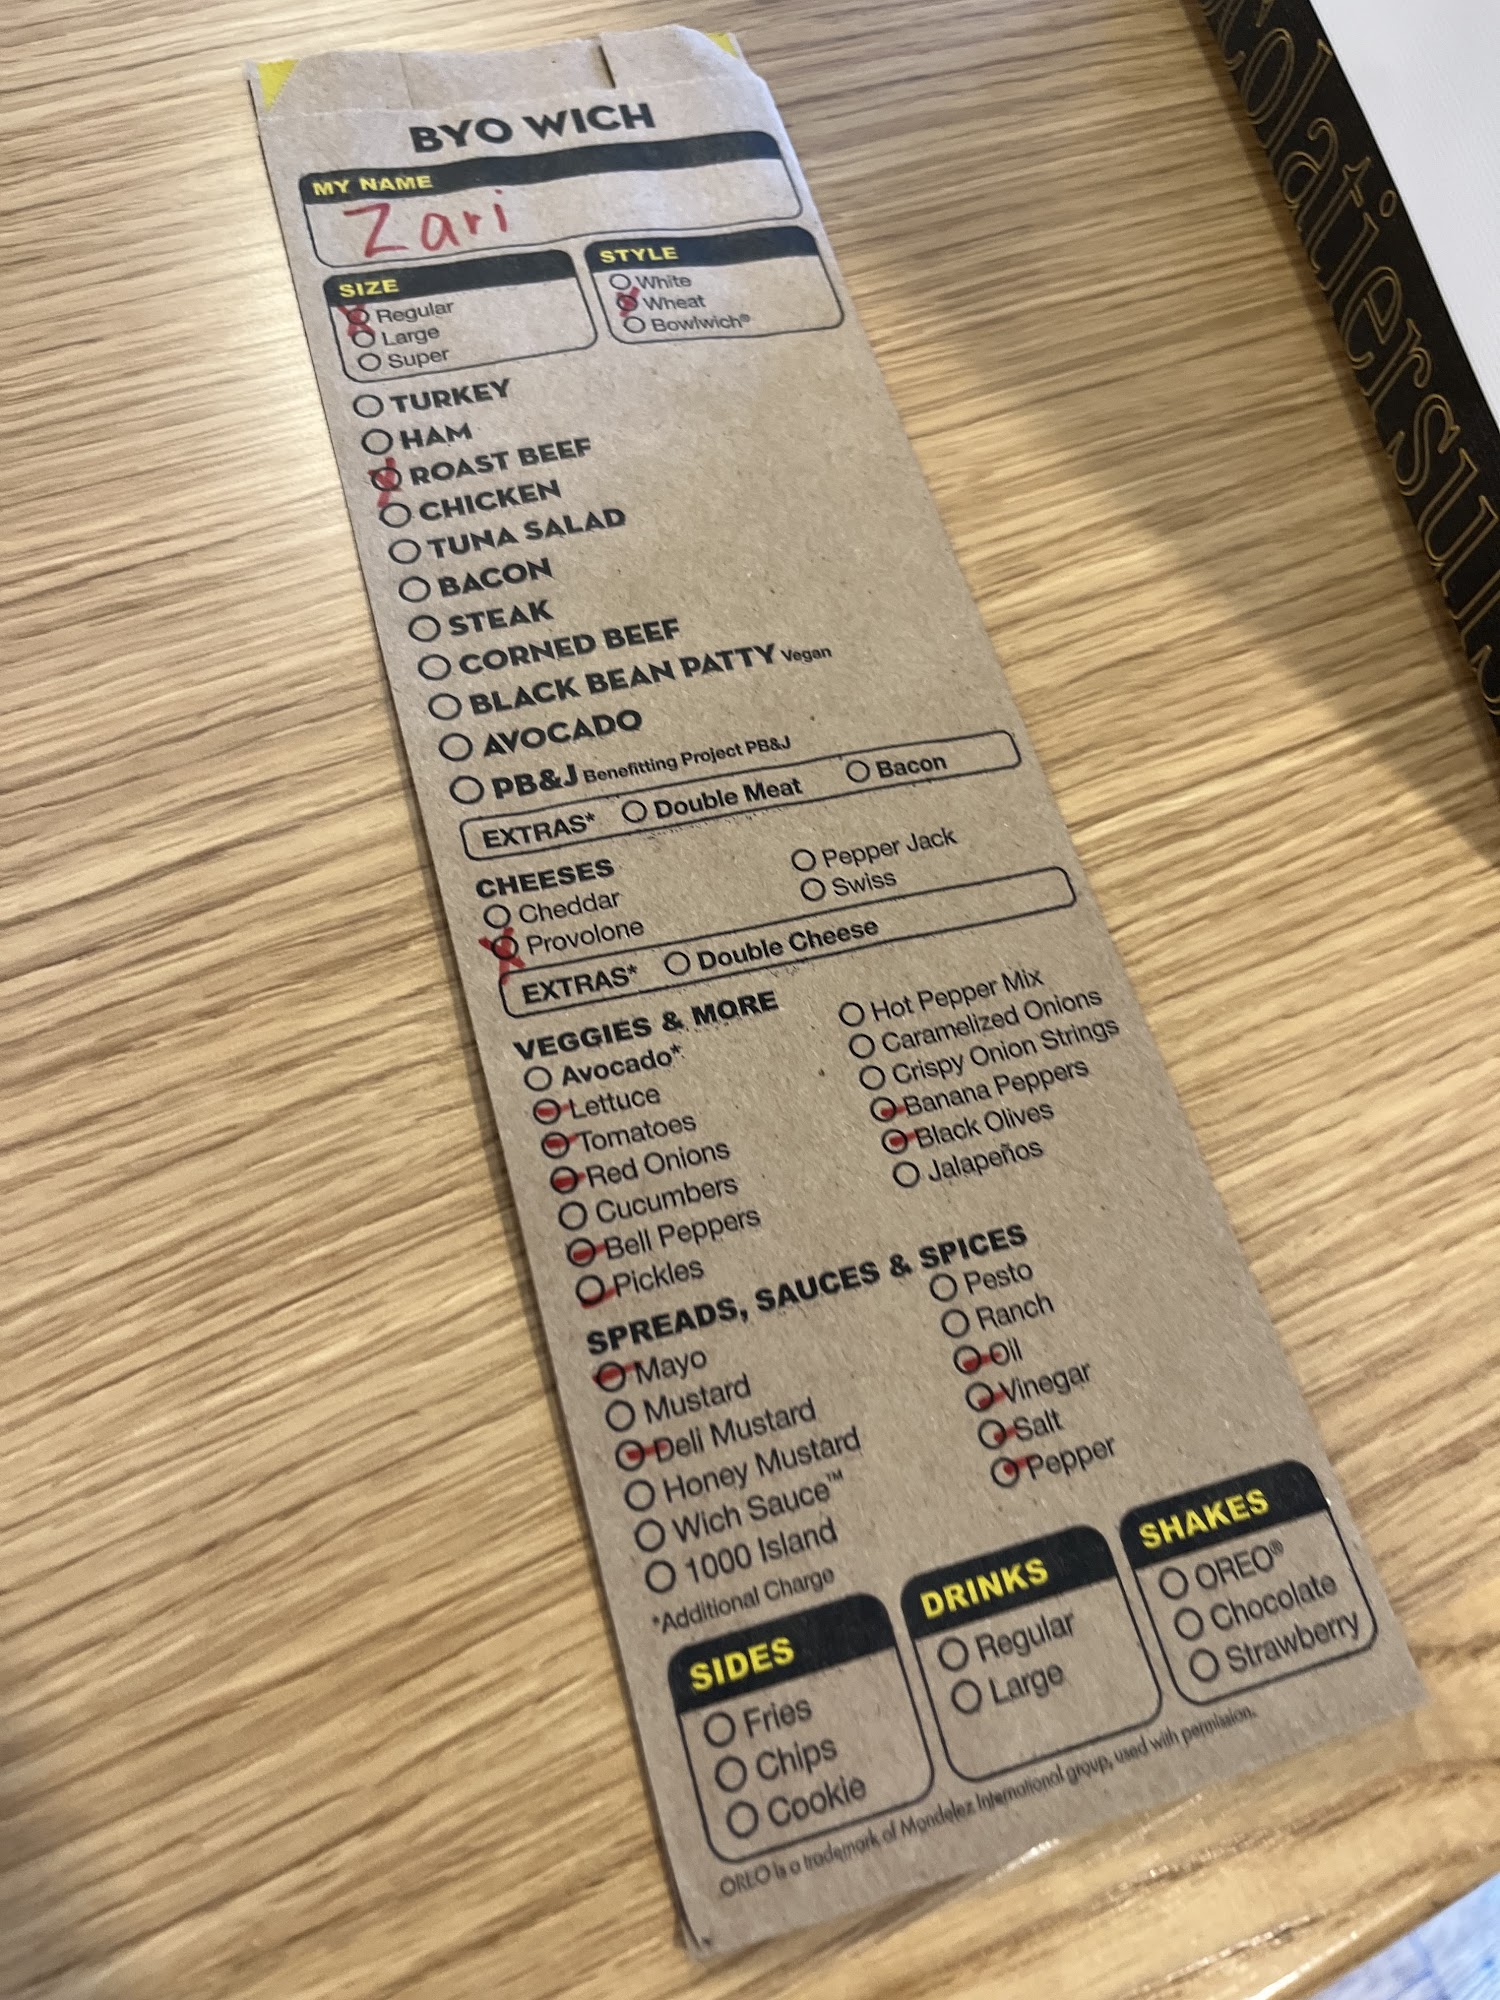 BYO WICH
MY NAME
Zari
SIZE
Regular
Large
Super
STYLE
White
Wheat
Bowlwich®
TURKEY
HAM
ROAST BEEF
CHICKEN
TUNA SALAD
BACON
STEAK
CORNED BEEF
BLACK BEAN PATTY Vegan
AVOCADO
PB&J Benefitting Project PB&J
EXTRAS* Double Meat Bacon
CHEESES
Cheddar
Provolone
Pepper Jack
Swiss
EXTRAS* Double Cheese
VEGGIES & MORE
Avocado*
Lettuce
Tomatoes
Red Onions
Cucumbers
Bell Peppers
Pickles
Hot Pepper Mix
Caramelized Onions
Crispy Onion Strings
Banana Peppers
Black Olives
Jalapeños
SPREADS, SAUCES & SPICES
Mayo
Mustard
Deli Mustard
Honey Mustard
Wich Sauce™
1000 Island
Pesto
Ranch
Oil
Vinegar
Salt
Pepper
*Additional Charge
SIDES
Fries
Chips
Cookie
DRINKS
Regular
Large
SHAKES
OREO®
Chocolate
Strawberry
OREO is a trademark of Mondelez International group, used with permission.